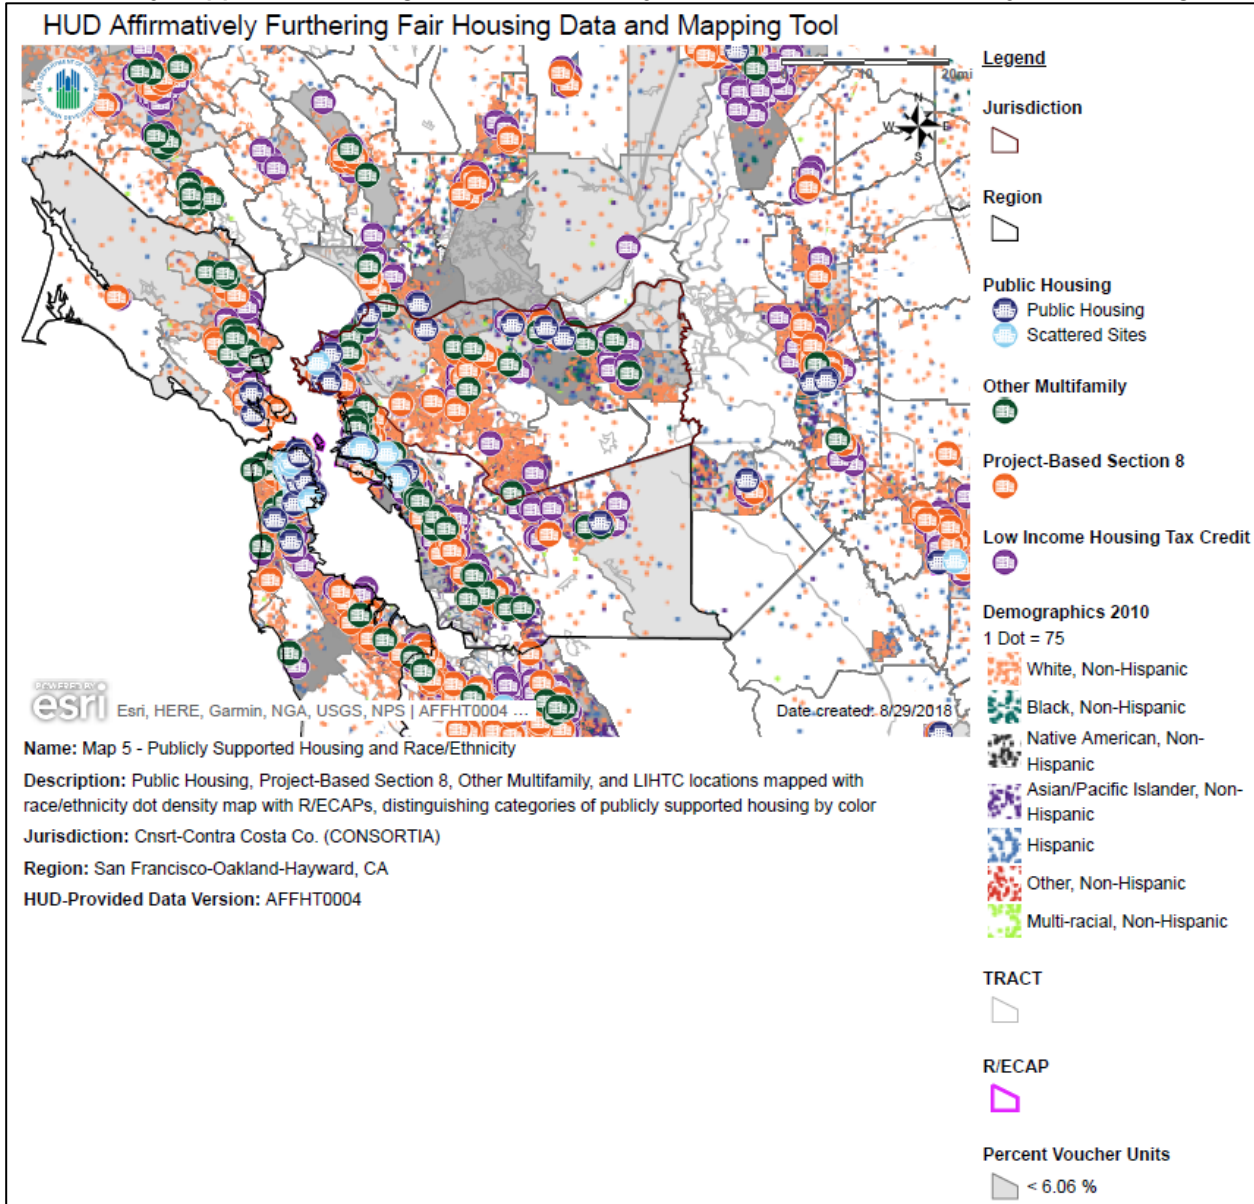 HUD Affirmatively Furthering Fair Housing Data and Mapping Tool
10
20mi
N
W
E
S
POWERED BY
esri
Esri, HERE, Garmin, NGA, USGS, NPS | AFFHT0004 ...
Date created: 8/29/2018
Name: Map 5 - Publicly Supported Housing and Race/Ethnicity
Description: Public Housing, Project-Based Section 8, Other Multifamily, and LIHTC locations mapped with
race/ethnicity dot density map with R/ECAPs, distinguishing categories of publicly supported housing by color
Jurisdiction: Cnsrt-Contra Costa Co. (CONSORTIA)
Region: San Francisco-Oakland-Hayward, CA
HUD-Provided Data Version: AFFHT0004
Legend
Jurisdiction
Region
Public Housing
Public Housing
Scattered Sites
Other Multifamily
Project-Based Section 8
Low Income Housing Tax Credit
Demographics 2010
1 Dot = 75
White, Non-Hispanic
Black, Non-Hispanic
Native American, Non-
Hispanic
Asian/Pacific Islander, Non-
Hispanic
Hispanic
Other, Non-Hispanic
Multi-racial, Non-Hispanic
TRACT
R/ECAP
Percent Voucher Units
< 6.06 %